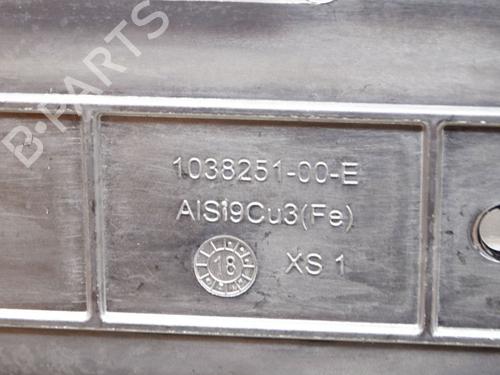 B-PARTS
1038251-00-E
AlSi9Cu3(Fe)
18
XS 1